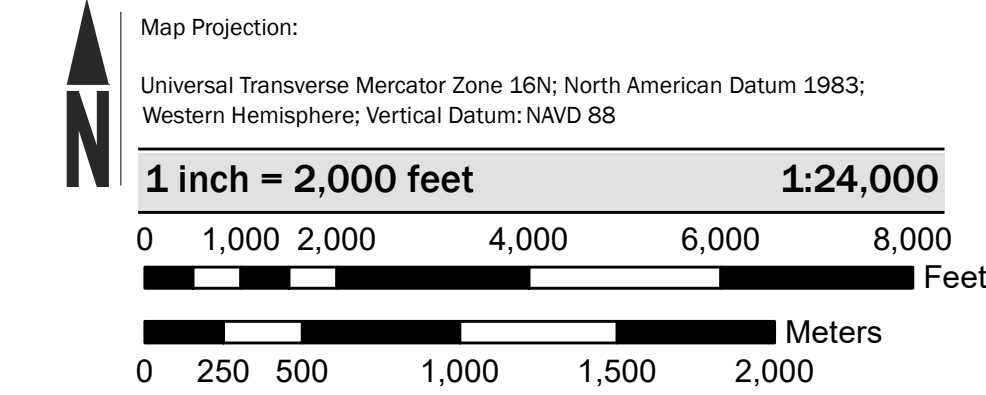 N
Map Projection:
Universal Transverse Mercator Zone 16N; North American Datum 1983;
Western Hemisphere; Vertical Datum: NAVD 88
1 inch = 2,000 feet 1:24,000
0 1,000 2,000 4,000 6,000 8,000
Feet
Meters
0 250 500 1,000 1,500 2,000